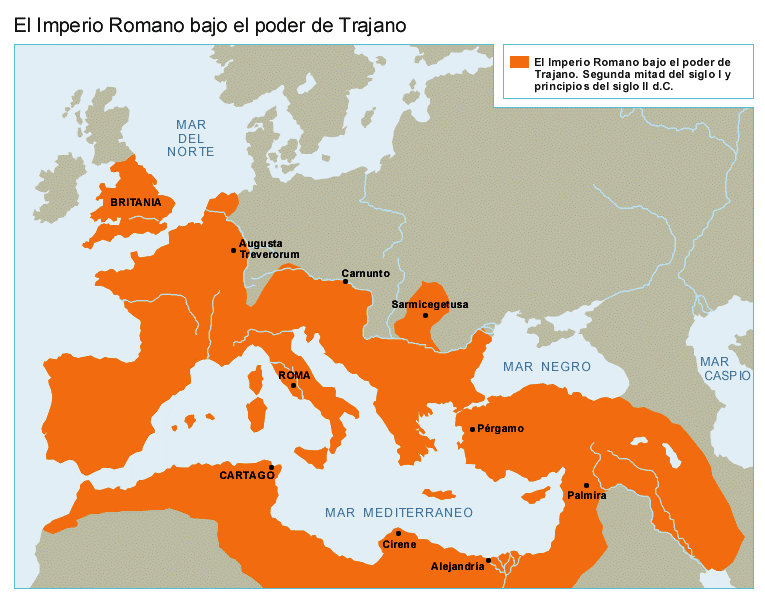 El Imperio Romano bajo el poder de Trajano
El Imperio Romano bajo el poder de
Trajano. Segunda mitad del siglo I y
principios del siglo II d.C.
MAR
DEL
NORTE
BRITANIA
Augusta
Treverorum
Carnunto
Sarmicegetusa
MAR NEGRO
MAR
CASPIO
ROMA
Pérgamo
CARTAGO
Palmira
MAR MEDITERRANEO
Cirene
Alejandria